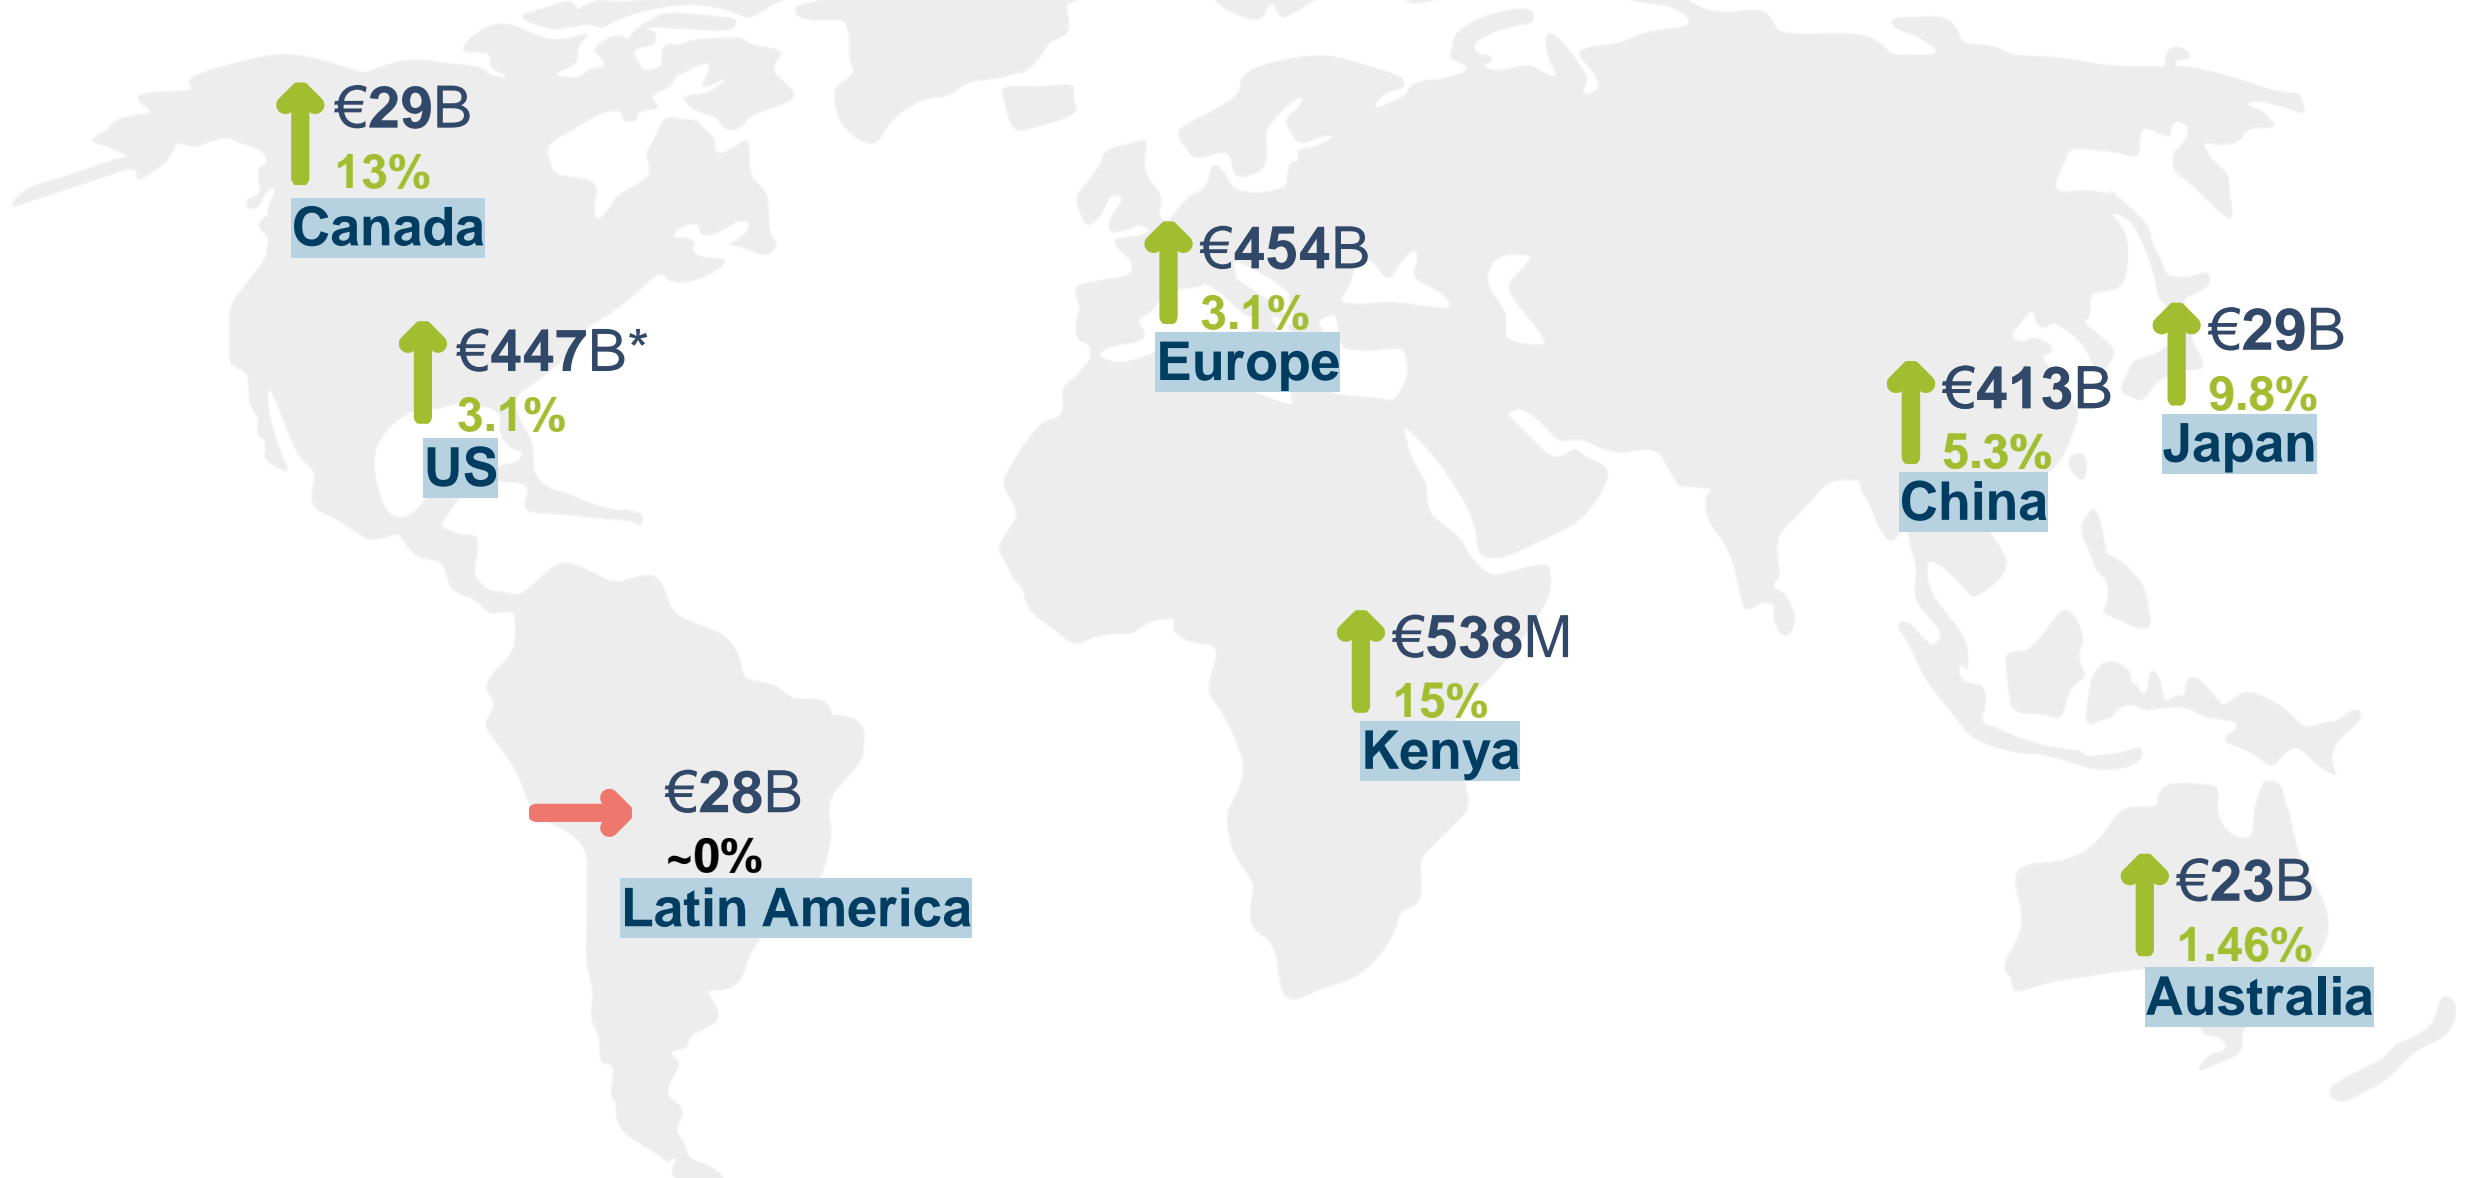 €29B
13%
Canada
€447B*
3.1%
US
€454B
3.1%
Europe
€413B
5.3%
China
€29B
9.8%
Japan
€538M
15%
Kenya
€28B
~0%
Latin America
€23B
1.46%
Australia